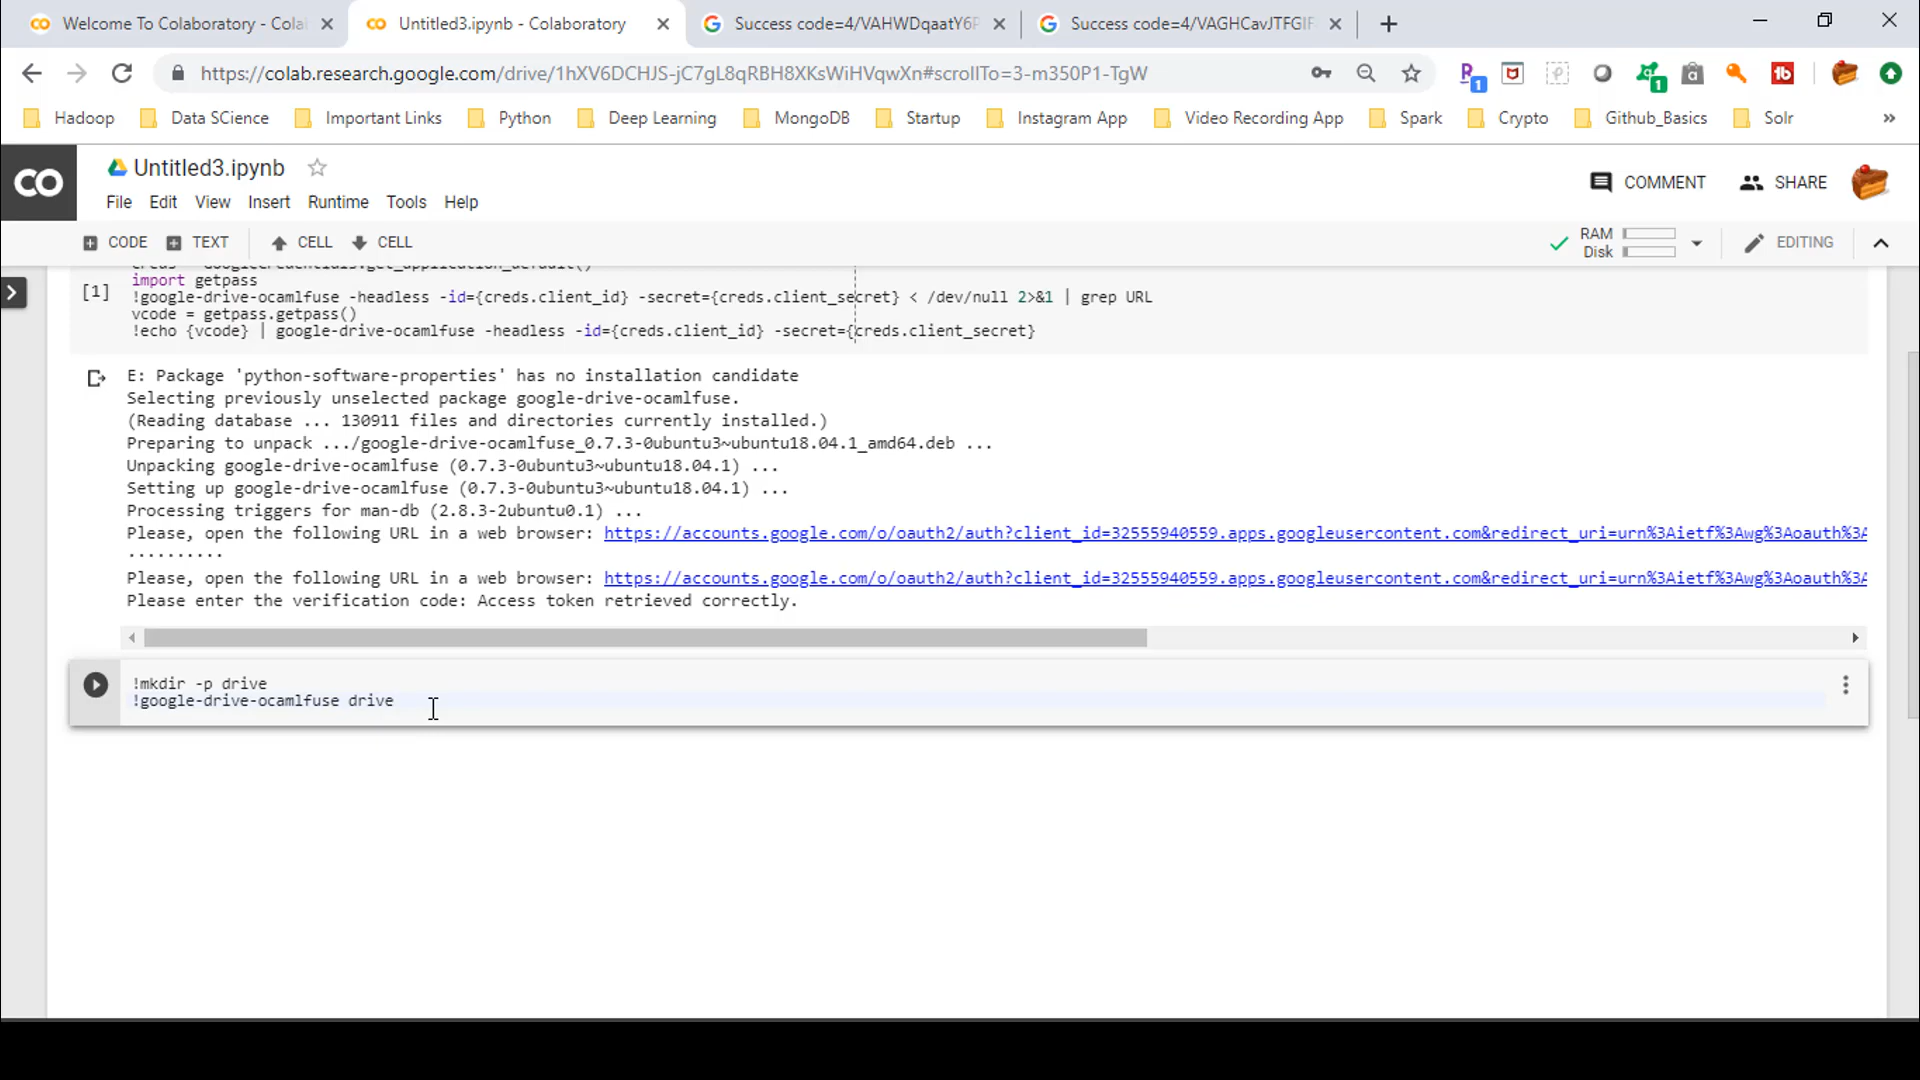 Welcome To Colaboratory - Cola
Untitled3.ipynb - Colaboratory
Success code=4/VAHWDqaatY6P
Success code=4/VAGHCavJTFGIF
https://colab.research.google.com/drive/1hXV6DCHJS-jC7gL8qRBH8XKsWiHVqwXn#scrollTo=3-m350P1-TgW
Hadoop
Data SCience
Important Links
Python
Deep Learning
MongoDB
Startup
Instagram App
Video Recording App
Spark
Crypto
Github_Basics
Solr
»
CO
Untitled3.ipynb
COMMENT
SHARE
File Edit View Insert Runtime Tools Help
CODE TEXT CELL CELL
RAM
Disk
EDITING
creds = GoogleCredentials.get_application_default()
[1]
import getpass
!google-drive-ocamlfuse -headless -id={creds.client_id} -secret={creds.client_secret} < /dev/null 2>&1 | grep URL
vcode = getpass.getpass()
!echo {vcode} | google-drive-ocamlfuse -headless -id={creds.client_id} -secret={creds.client_secret}
E: Package 'python-software-properties' has no installation candidate
Selecting previously unselected package google-drive-ocamlfuse.
(Reading database ... 130911 files and directories currently installed.)
Preparing to unpack .../google-drive-ocamlfuse_0.7.3-0ubuntu3~ubuntu18.04.1_amd64.deb ...
Unpacking google-drive-ocamlfuse (0.7.3-0ubuntu3~ubuntu18.04.1) ...
Setting up google-drive-ocamlfuse (0.7.3-0ubuntu3~ubuntu18.04.1) ...
Processing triggers for man-db (2.8.3-2ubuntu0.1) ...
Please, open the following URL in a web browser: https://accounts.google.com/o/oauth2/auth?client_id=32555940559.apps.googleusercontent.com&redirect_uri=urn%3Aietf%3Awg%3Aoauth%3A
··········
Please, open the following URL in a web browser: https://accounts.google.com/o/oauth2/auth?client_id=32555940559.apps.googleusercontent.com&redirect_uri=urn%3Aietf%3Awg%3Aoauth%3A
Please enter the verification code: Access token retrieved correctly.
!mkdir -p drive
!google-drive-ocamlfuse drive